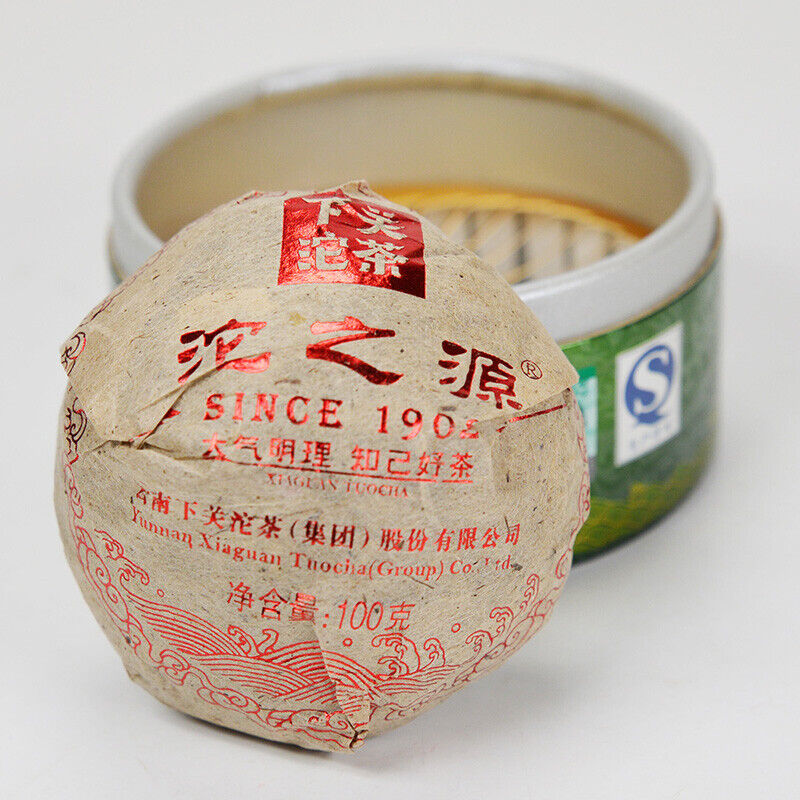 下关
沱茶
沱之源®
SINCE 1902
大气明理 知己好茶
XIAGUAN TUOCHA
云南下关沱茶(集团)股份有限公司
Yunnan Xiaguan Tuocha(Group) Co. Ltd.
净含量:100克